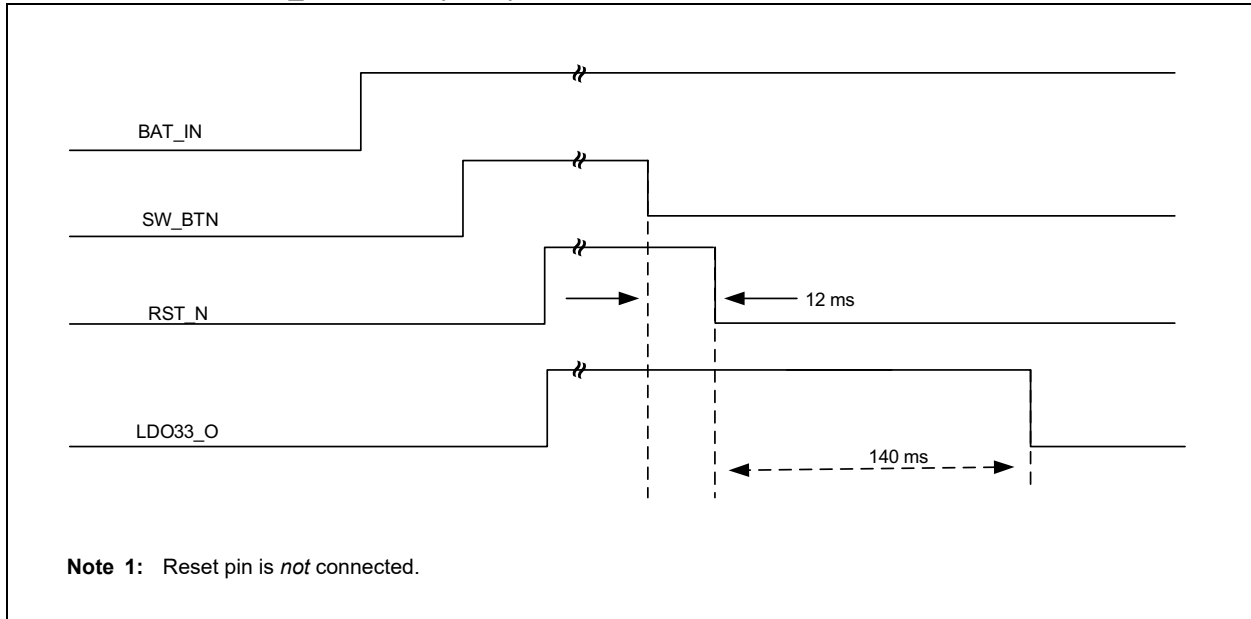 BAT_IN
SW_BTN
12 ms
RST_N
LDO33_O
140 ms
Note 1: Reset pin is not connected.